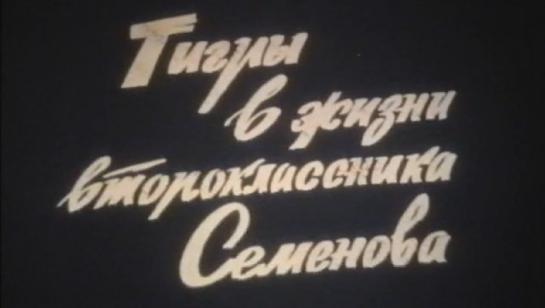 Тигры
в жизни
второклассника
Семенова